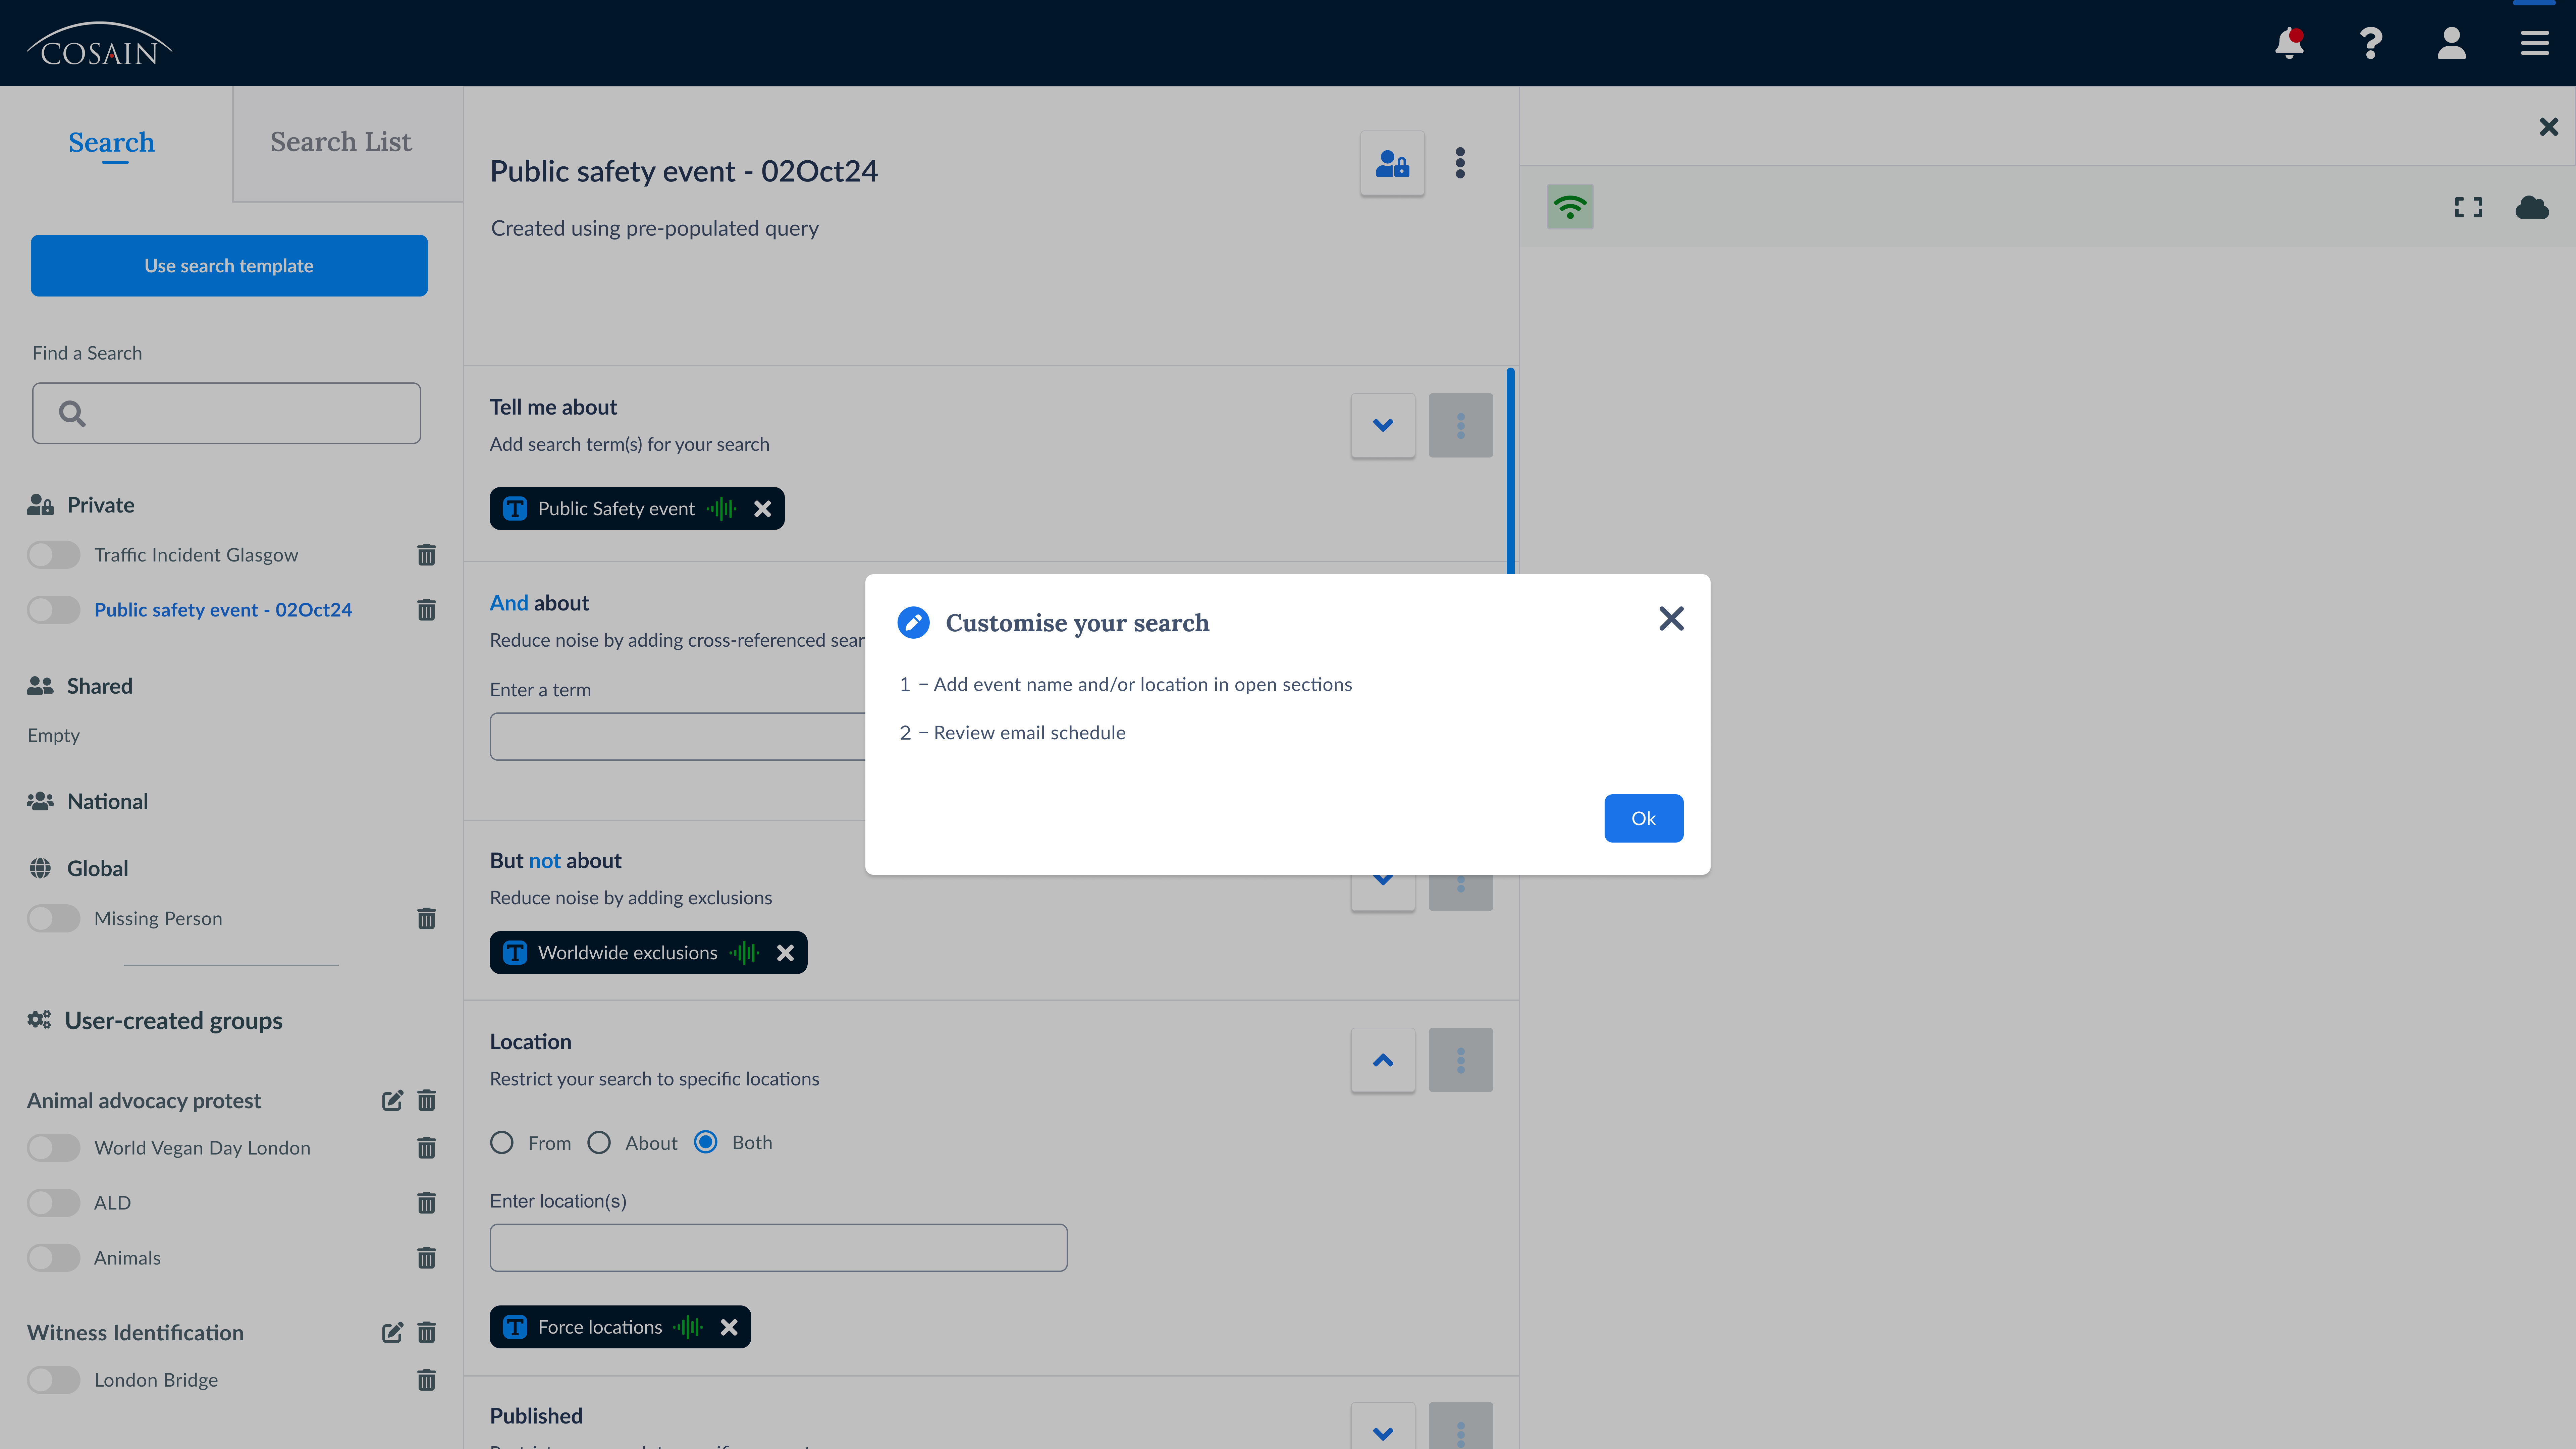 COSAIN
Search
Search List
Use search template
Find a Search
Private
Traffic Incident Glasgow
Public safety event - 02Oct24
Shared
Empty
National
Global
Missing Person
User-created groups
Animal advocacy protest
World Vegan Day London
ALD
Animals
Witness Identification
London Bridge
Public safety event - 02Oct24
Created using pre-populated query
Tell me about
Add search term(s) for your search
Public Safety event
And about
Reduce noise by adding cross-referenced sear
Enter a term
But not about
Reduce noise by adding exclusions
Worldwide exclusions
Location
Restrict your search to specific locations
From About Both
Enter location(s)
Force locations
Published
Customise your search
1 – Add event name and/or location in open sections
2 – Review email schedule
Ok